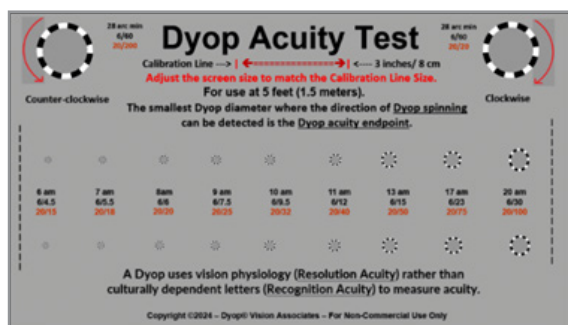 28 arc min
6/60
20/200
Dyop Acuity Test
28 arc min
6/60
Calibration Line ---> | <-----------> | <--- 3 inches/ 8 cm
Adjust the screen size to match the Calibration Line Size.
For use at 5 feet (1.5 meters).
Counter-clockwise
Clockwise
The smallest Dyop diameter where the direction of Dyop spinning
can be detected is the Dyop acuity endpoint.
6 am 7 am 8am 9 am 10 am 11 am 13 am 17 am 20 am
6/4.5 6/5.5 6/6 6/7.5 6/9.5 6/12 6/15 6/23 6/30
20/15 20/18 20/20 20/25 20/32 20/40 20/50 20/75 20/100
A Dyop uses vision physiology (Resolution Acuity) rather than
culturally dependent letters (Recognition Acuity) to measure acuity.
Copyright ©2024 – Dyop® Vision Associates – For Non-Commercial Use Only